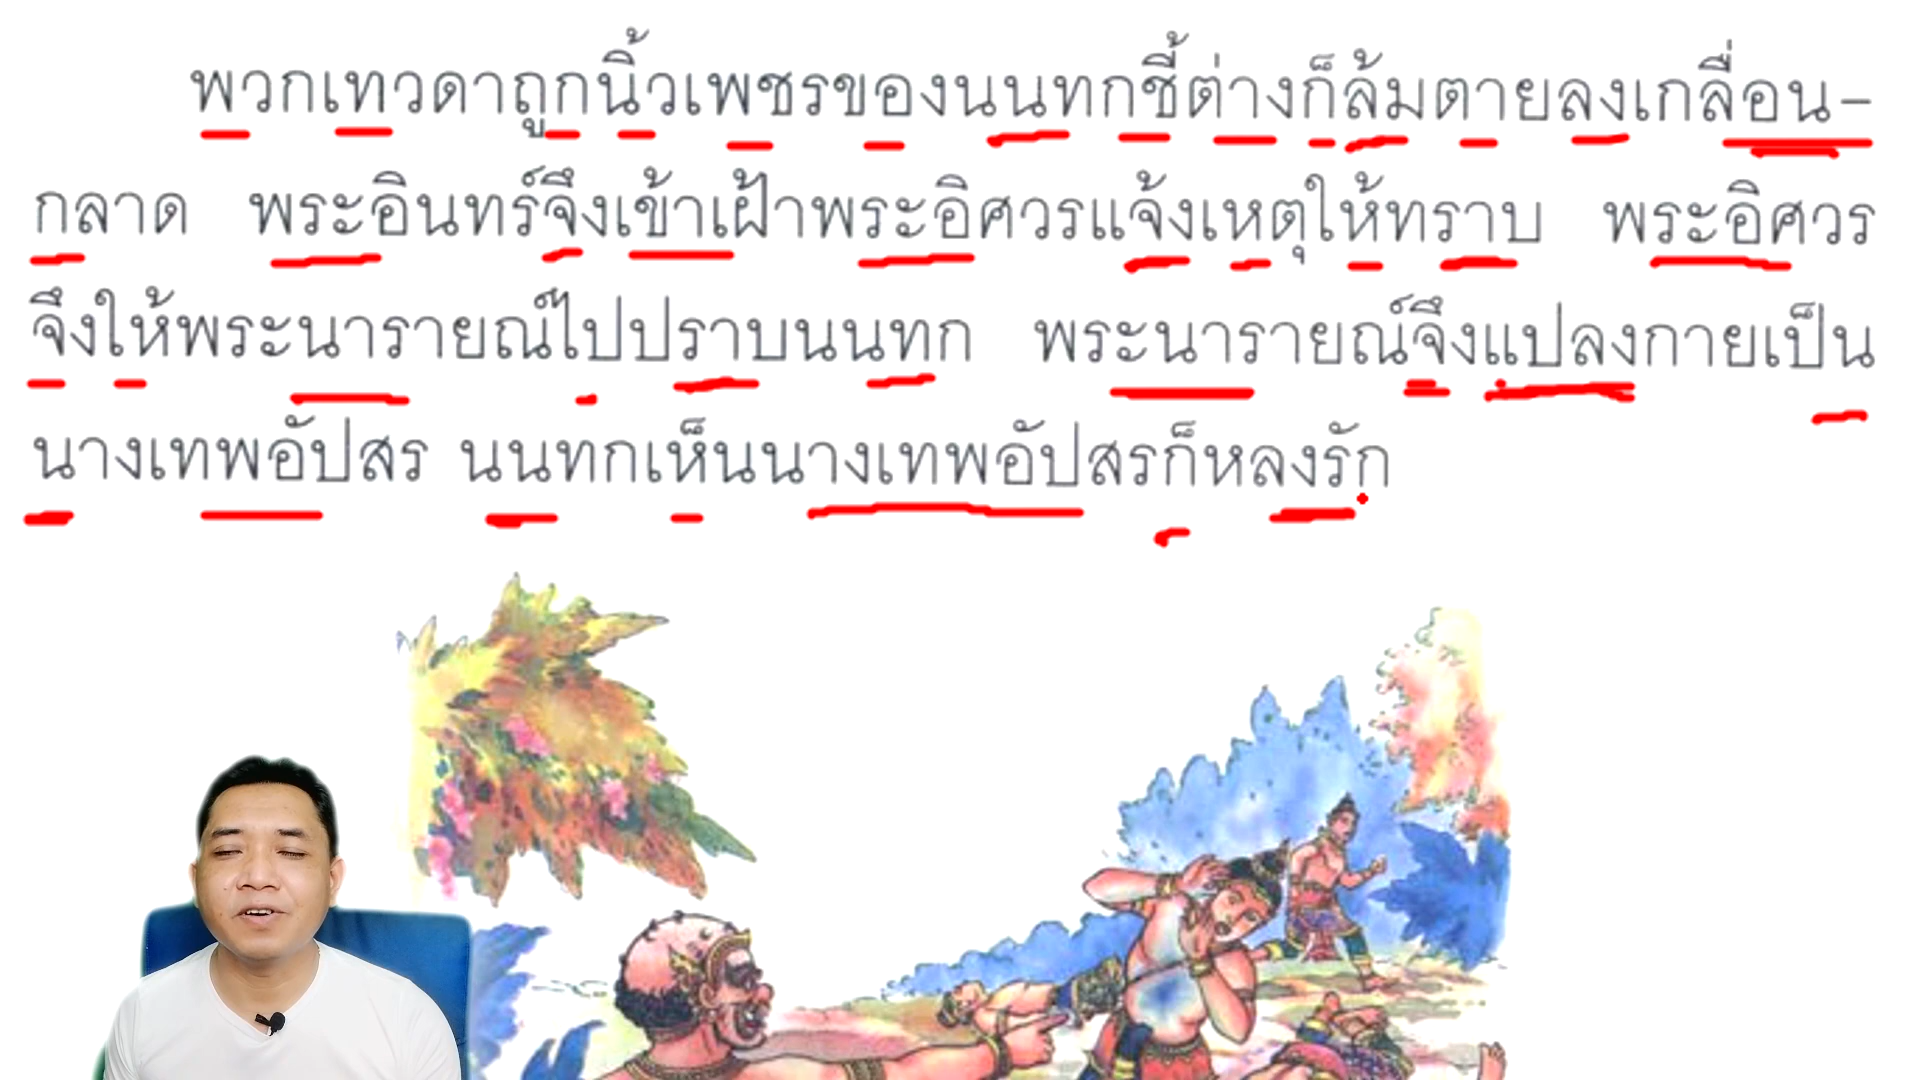 พวกเทวดาถูกนิ้วเพชรของนนทกชี้ต่างก็ล้มตายลงเกลื่อน-
กลาด พระอินทร์จึงเข้าเฝ้าพระอิศวรแจ้งเหตุให้ทราบ พระอิศวร
จึงให้พระนารายณ์ไปปราบนนทก พระนารายณ์จึงแปลงกายเป็น
นางเทพอัปสร นนทกเห็นนางเทพอัปสรก็หลงรัก